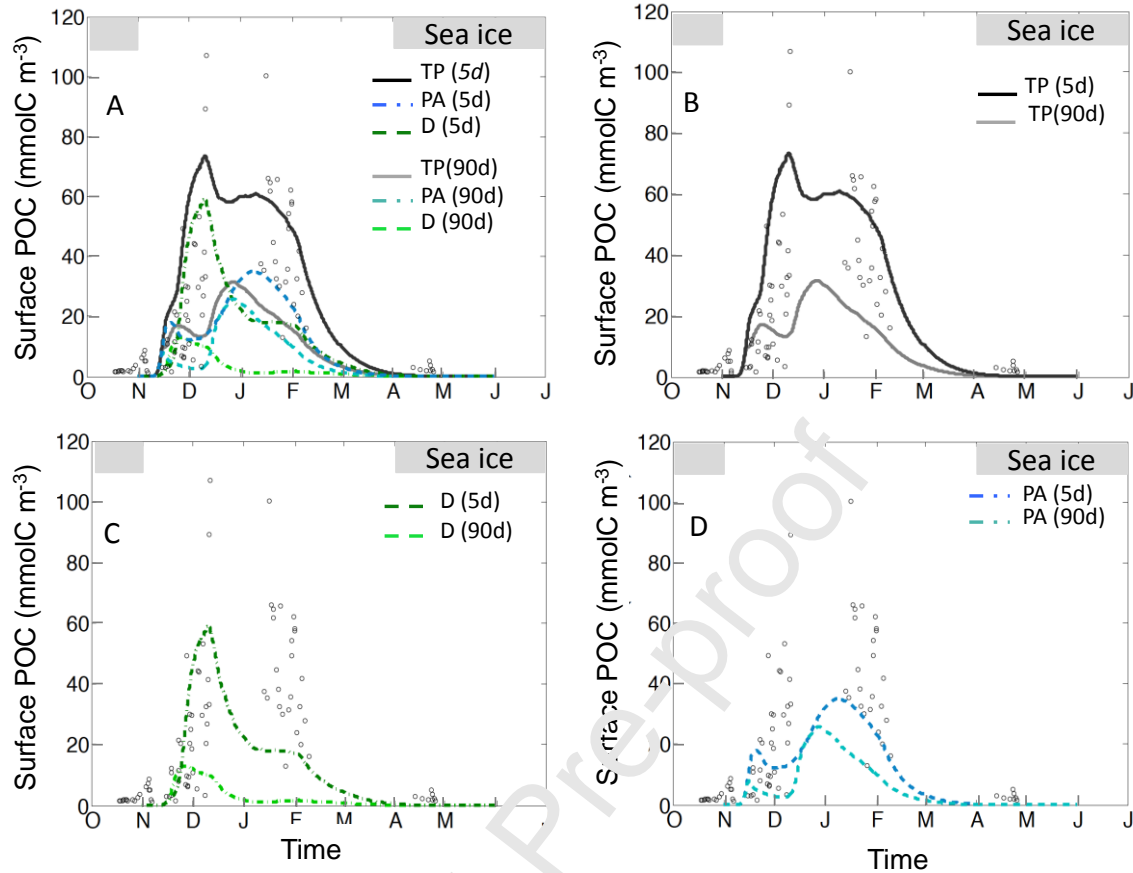 120
100
80
60
40
20
0
Surface POC (mmolC m-3)
A
Sea ice
TP (5d)
PA (5d)
D (5d)
TP(90d)
PA (90d)
D (90d)
O N D J F M A M J J
120
100
80
60
40
20
0
Surface POC (mmolC m-3)
B
Sea ice
TP (5d)
TP(90d)
O N D J F M A M J J
120
100
80
60
40
20
0
Surface POC (mmolC m-3)
C
Sea ice
D (5d)
D (90d)
O N D J F M A M
Time
120
100
80
60
40
20
0
Surface POC (mmolC m-3)
D
Sea ice
PA (5d)
PA (90d)
O N D J F M A M J J
Time
Pre-proof